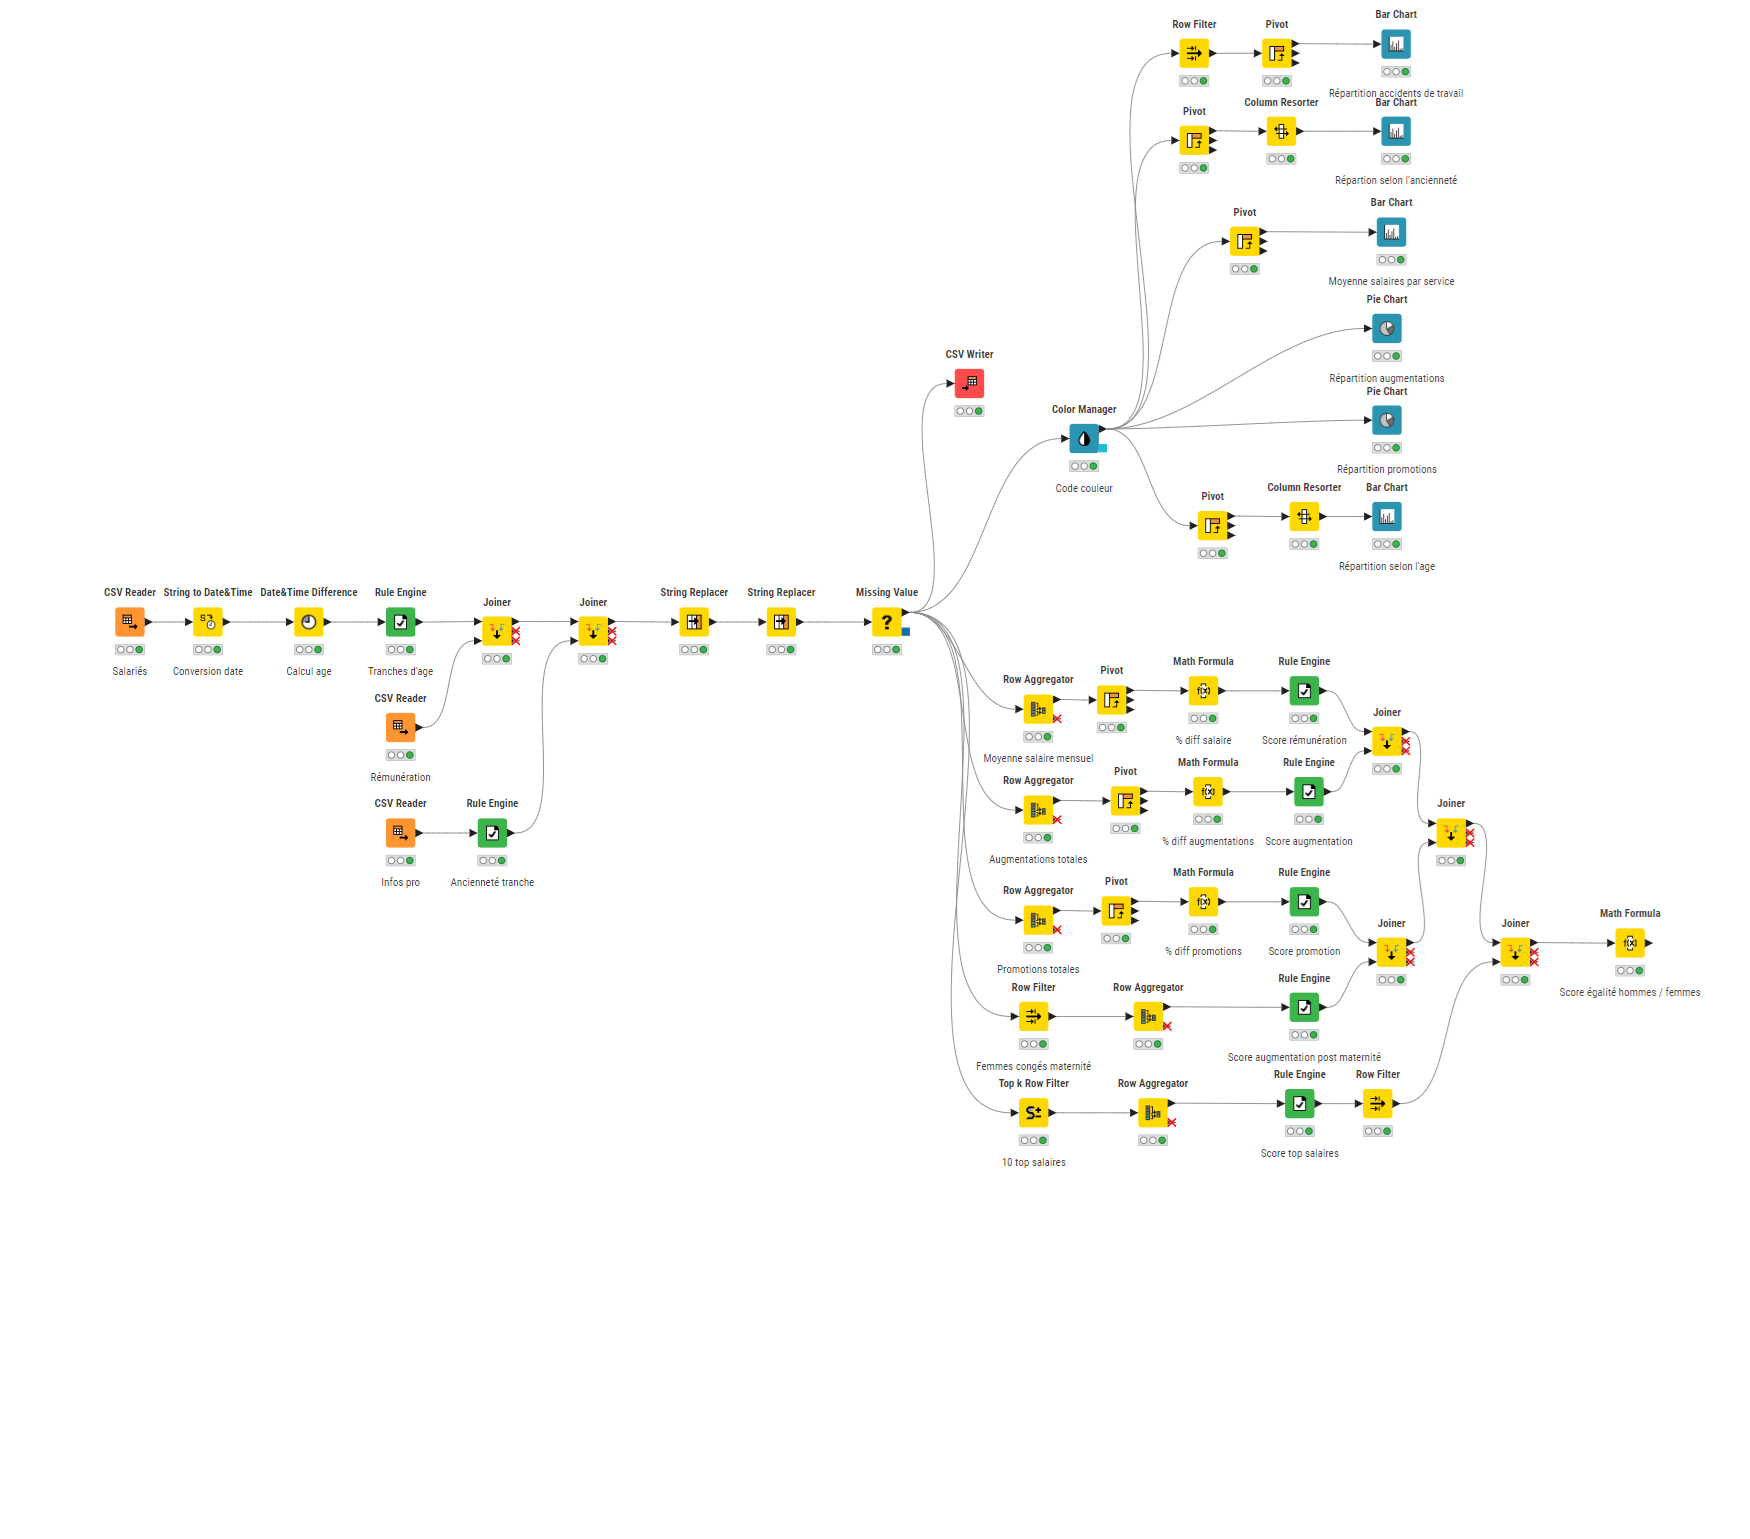 Bar Chart
Row Filter
Pivot
Répartition accidents de travail
Bar Chart
Column Resorter
Pivot
Répartion selon l'ancienneté
Bar Chart
Pivot
Moyenne salaires par service
Pie Chart
Répartition augmentations
CSV Writer
Pie Chart
Color Manager
Répartition promotions
Code couleur
Pivot
Column Resorter
Bar Chart
Répartition selon l'age
CSV Reader
String to Date&Time
Date&Time Difference
Rule Engine
Joiner
Joiner
String Replacer
String Replacer
Missing Value
?
S
Salariés
Conversion date
Calcul age
Tranches d'age
CSV Reader
Rémunération
CSV Reader
Rule Engine
Infos pro
Ancienneté tranche
Row Aggregator
Pivot
Math Formula
Rule Engine
f(x)
Moyenne salaire mensuel
% diff salaire
Score rémunération
Joiner
Row Aggregator
Pivot
Math Formula
Rule Engine
f(x)
Augmentations totales
% diff augmentations
Score augmentation
Joiner
Row Aggregator
Pivot
Math Formula
Rule Engine
f(x)
Promotions totales
% diff promotions
Score promotion
Joiner
Joiner
Math Formula
f(x)
Score égalité hommes / femmes
Row Filter
Row Aggregator
Rule Engine
Femmes congés maternité
Score augmentation post maternité
Top k Row Filter
Row Aggregator
Rule Engine
Row Filter
S±
10 top salaires
Score top salaires